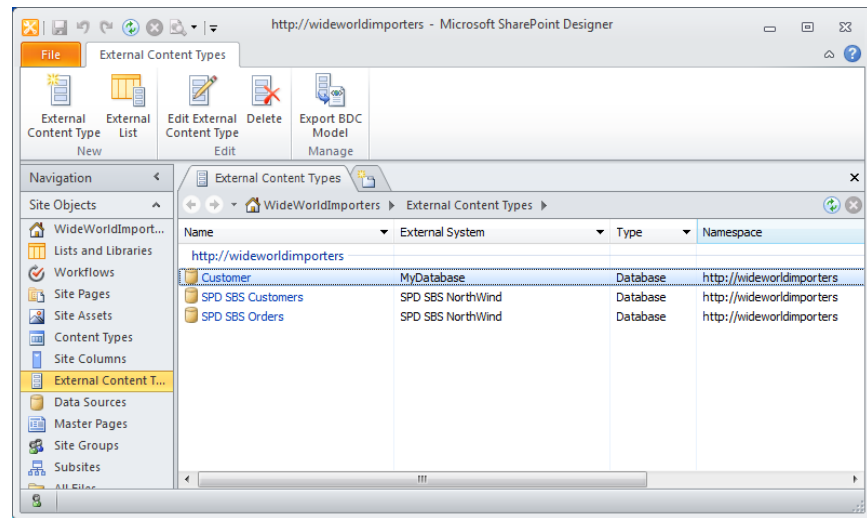 http://wideworldimporters - Microsoft SharePoint Designer
File External Content Types
External Content Type
External List
Edit External Content Type
Delete
Export BDC Model
New Edit Manage
Navigation
External Content Types
Site Objects
WideWorldImporters External Content Types
WideWorldImport...
Lists and Libraries
Workflows
Site Pages
Site Assets
Content Types
Site Columns
External Content T...
Data Sources
Master Pages
Site Groups
Subsites
All Files
Name External System Type Namespace
http://wideworldimporters
Customer MyDatabase Database http://wideworldimporters
SPD SBS Customers SPD SBS NorthWind Database http://wideworldimporters
SPD SBS Orders SPD SBS NorthWind Database http://wideworldimporters